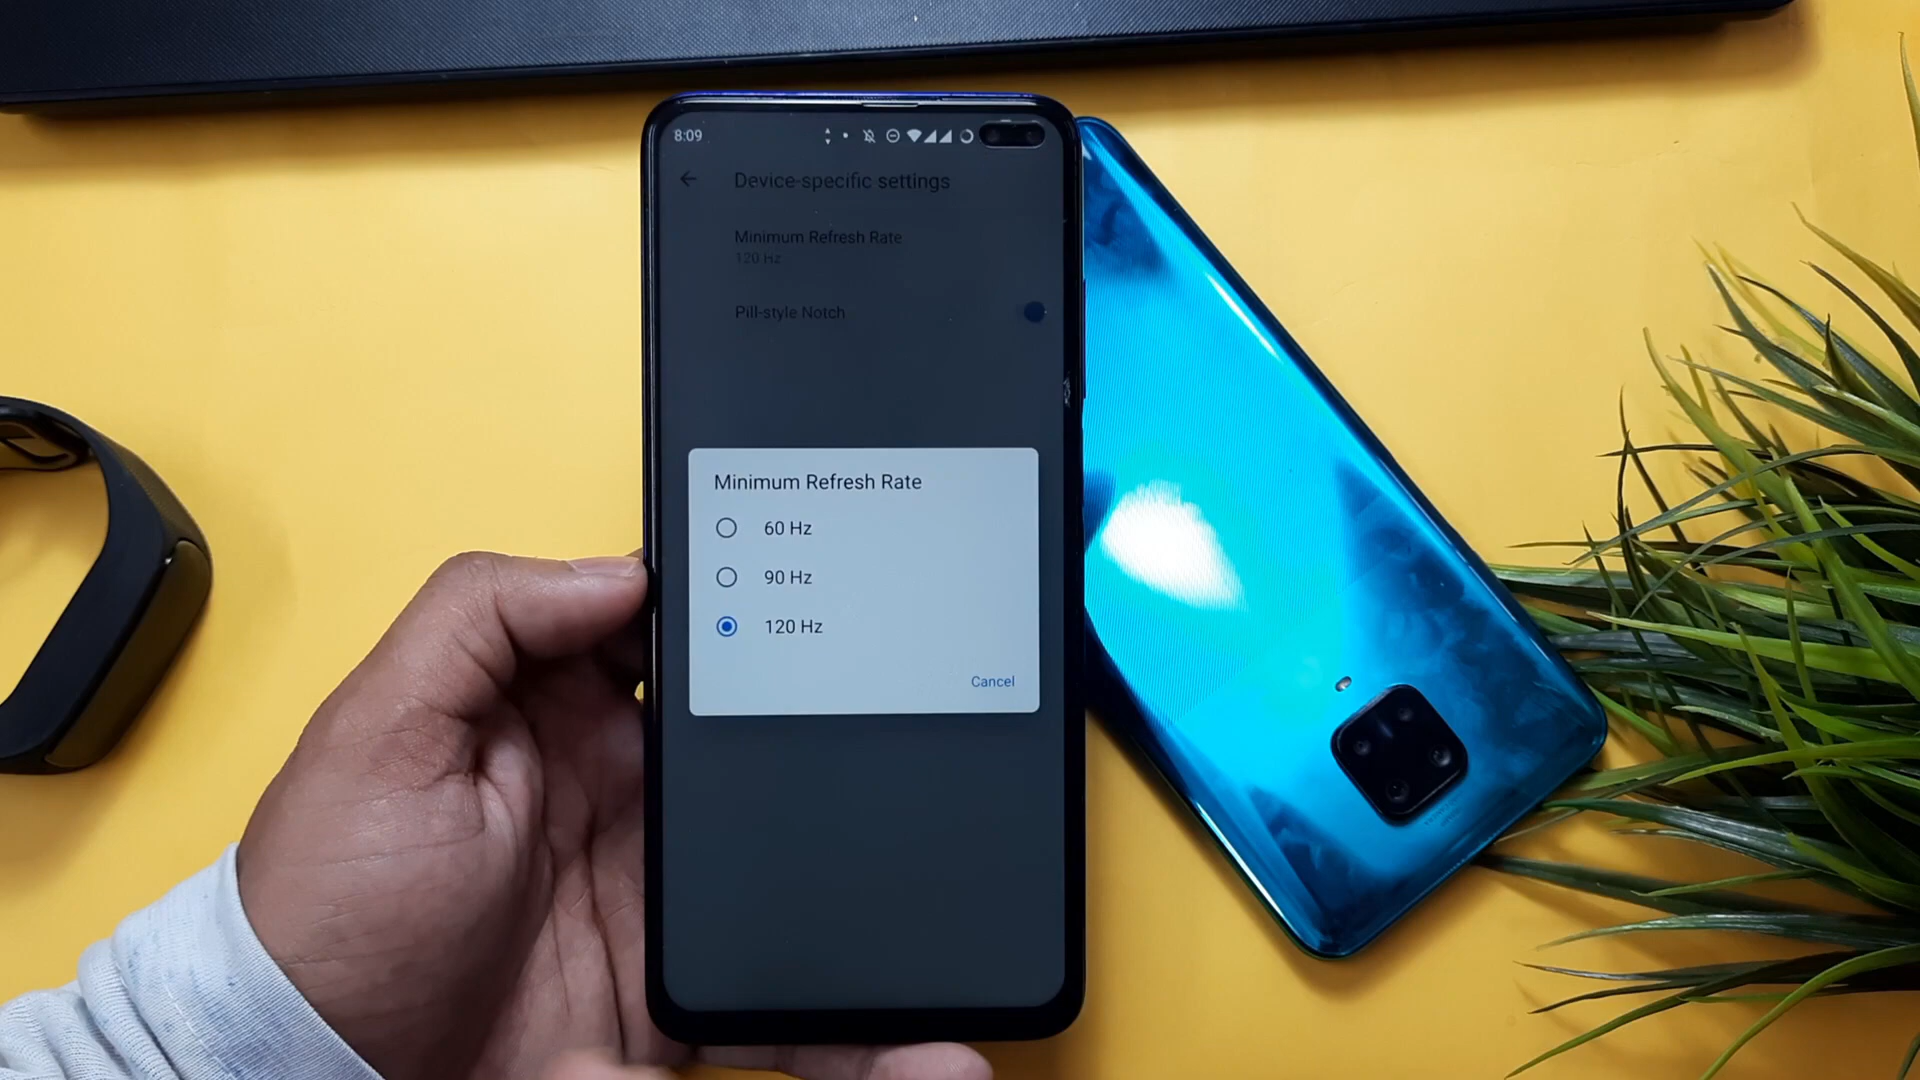 8:09
Device-specific settings
Minimum Refresh Rate
120 Hz
Pill-style Notch
Minimum Refresh Rate
60 Hz
90 Hz
120 Hz
Cancel